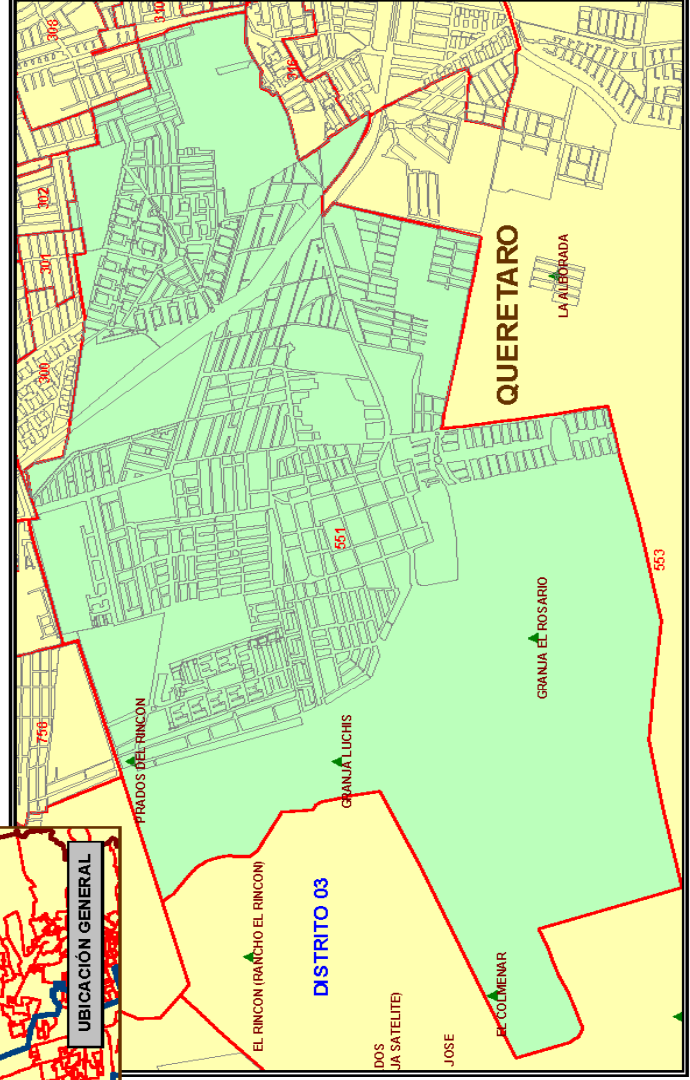 308
310
316
302
301
300
750
551
553
QUERETARO
LA ALBORADA
GRANJA EL ROSARIO
PRADOS DEL RINCON
GRANJA LUCHIS
EL RINCON (RANCHO EL RINCON)
DISTRITO 03
EL COLMENAR
DOS
JA SATELITE)
JOSE
UBICACIÓN GENERAL